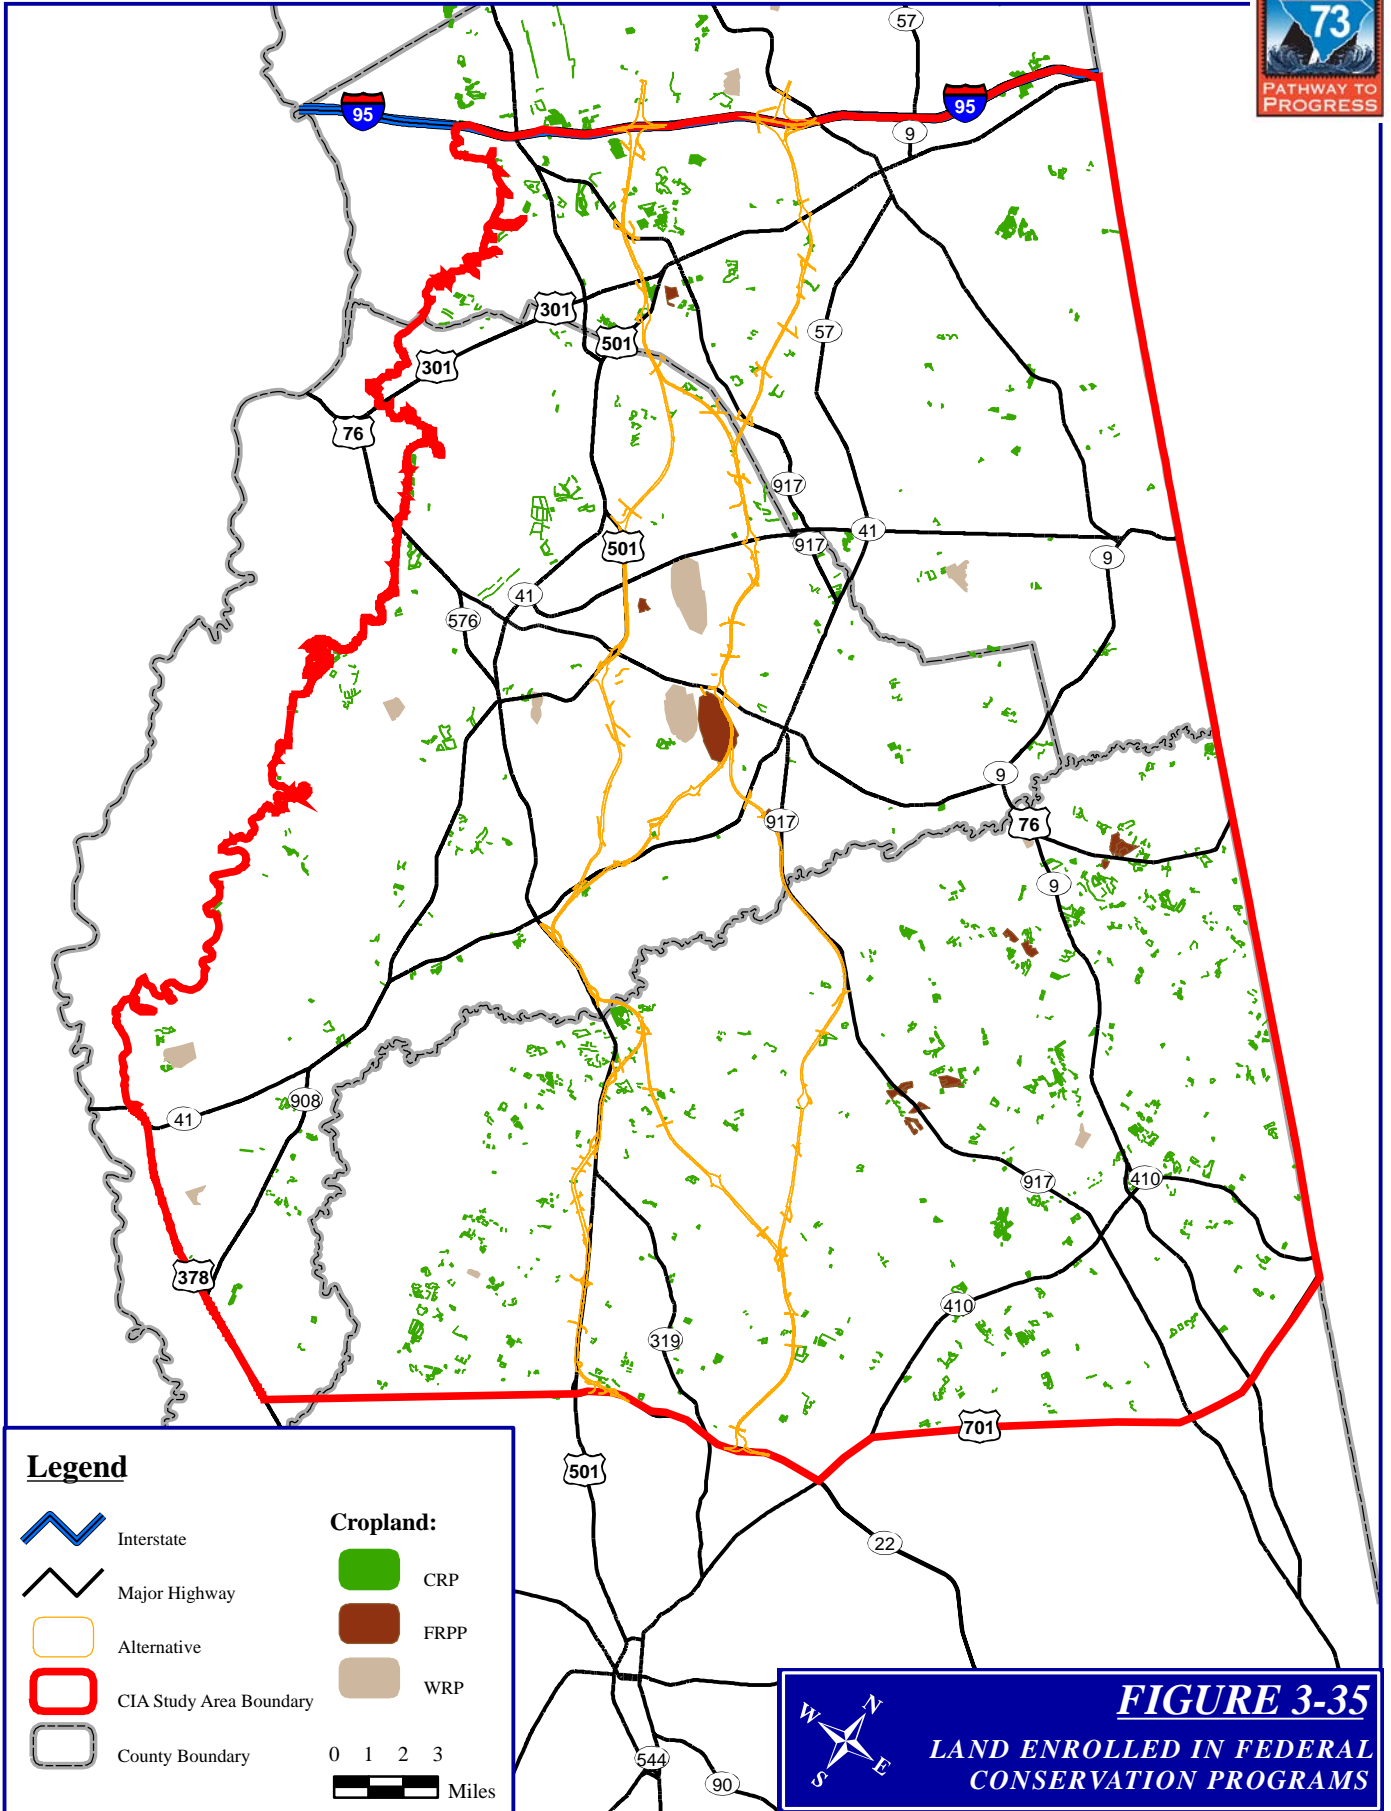 57
73
PATHWAY TO
PROGRESS
95
95
9
301
57
501
301
76
917
41
501
917
9
41
576
9
917
76
9
908
41
917
410
378
410
319
701
501
22
544
90
Legend
Interstate
Major Highway
Alternative
CIA Study Area Boundary
County Boundary
Cropland:
CRP
FRPP
WRP
0 1 2 3
Miles
N
W
E
S
FIGURE 3-35
LAND ENROLLED IN FEDERAL
CONSERVATION PROGRAMS